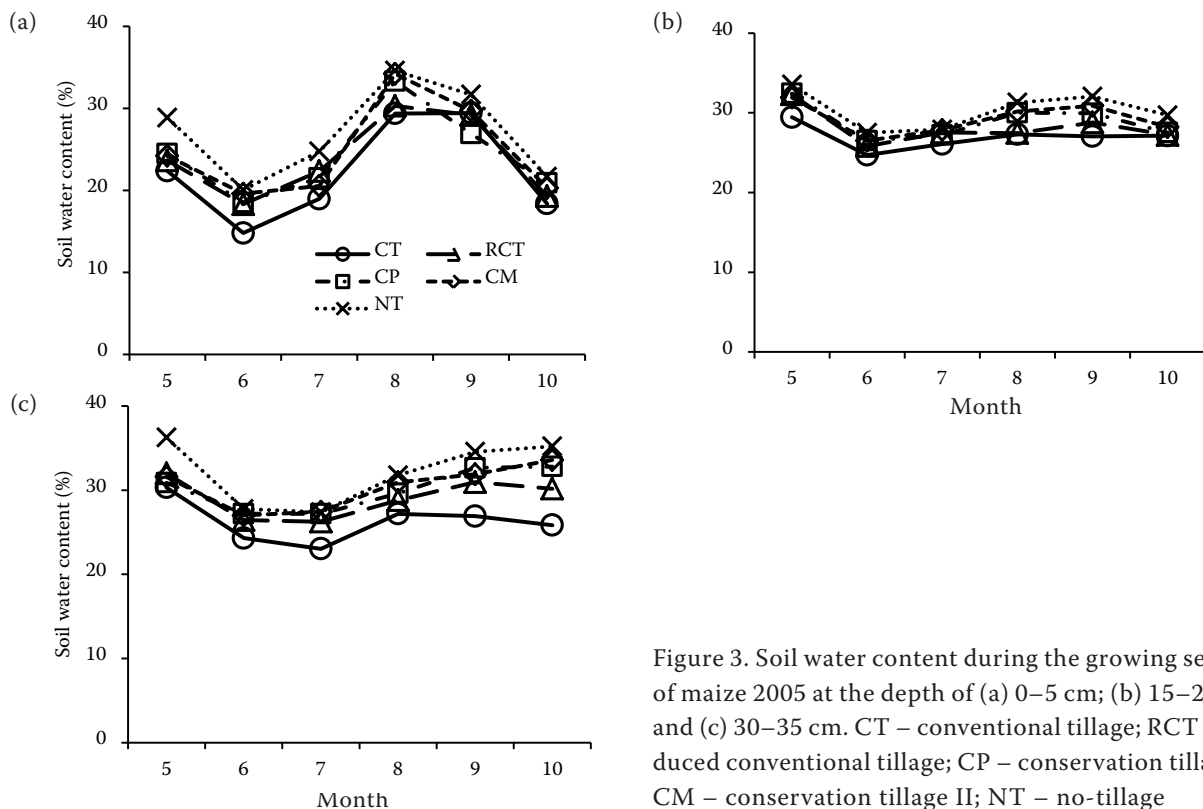 (a)
Soil water content (%)
40
30
20
10
0
5 6 7 8 9 10
CT RCT
CP CM
NT
(b)
40
30
20
10
0
5 6 7 8 9 10
Month
(c)
Soil water content (%)
40
30
20
10
0
5 6 7 8 9 10
Month
Figure 3. Soil water content during the growing se
of maize 2005 at the depth of (a) 0–5 cm; (b) 15–2
and (c) 30–35 cm. CT – conventional tillage; RCT
duced conventional tillage; CP – conservation tilla
CM – conservation tillage II; NT – no-tillage